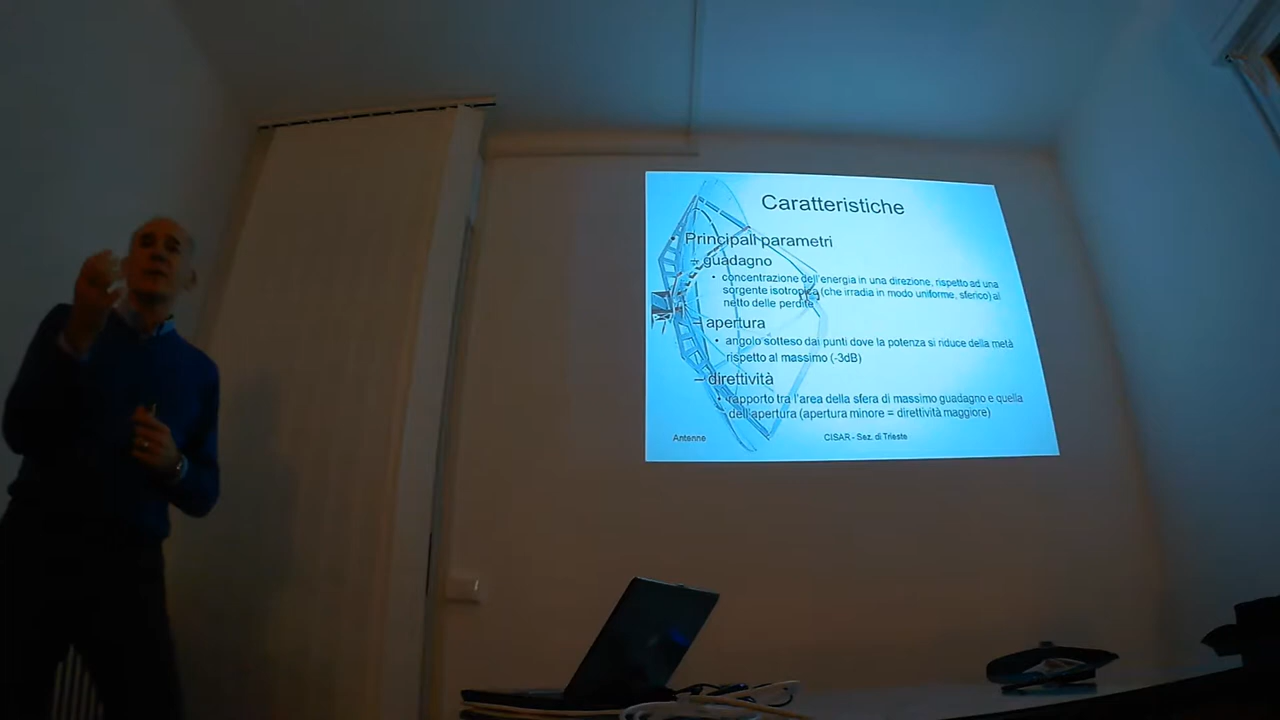 Caratteristiche
• Principali parametri
– guadagno
• concentrazione dell'energia in una direzione, rispetto ad una
sorgente isotropica (che irradia in modo uniforme, sferico) al
netto delle perdite
– apertura
• angolo sotteso dai punti dove la potenza si riduce della metà
rispetto al massimo (-3dB)
– direttività
• rapporto tra l'area della sfera di massimo guadagno e quella
dell'apertura (apertura minore = direttività maggiore)
Antenne
CISAR - Sez. di Trieste